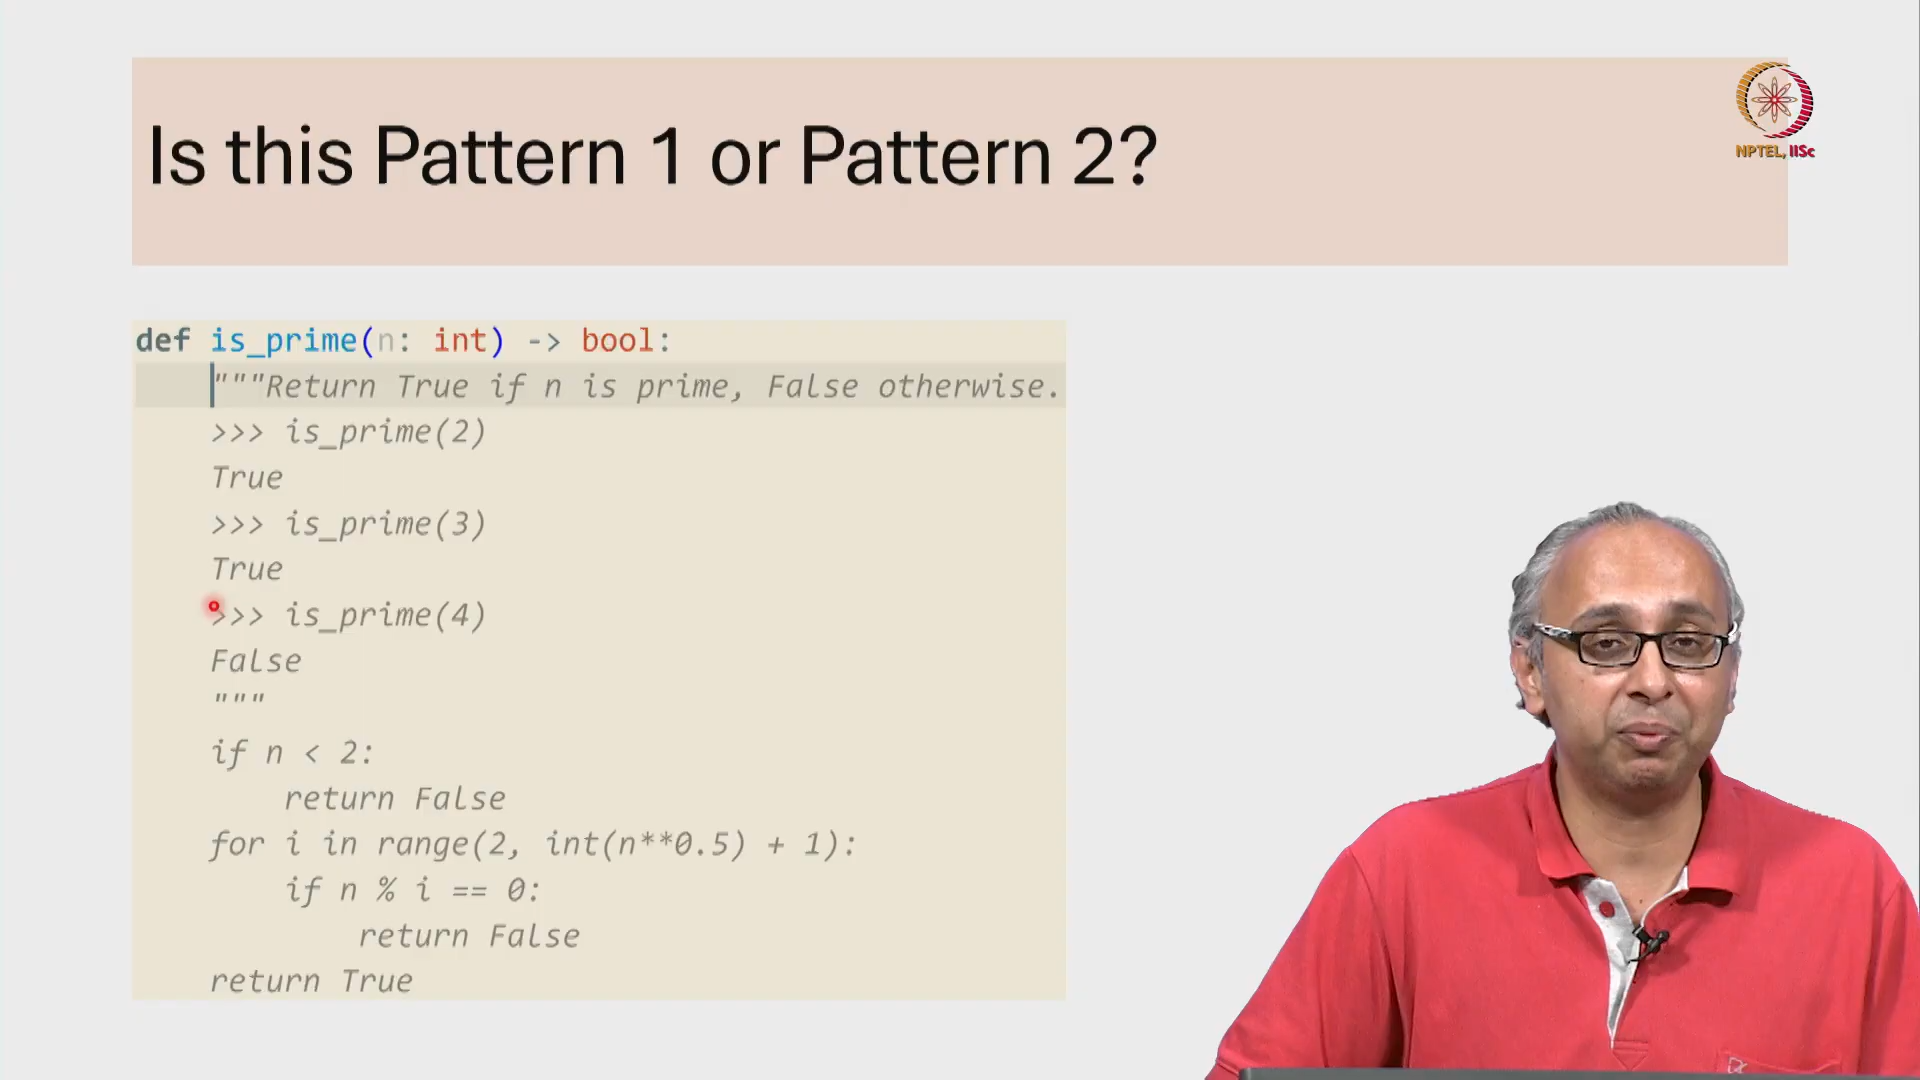 Is this Pattern 1 or Pattern 2?
NPTEL, IISc
def is_prime(n: int) -> bool:
    """Return True if n is prime, False otherwise.
    >>> is_prime(2)
    True
    >>> is_prime(3)
    True
    >>> is_prime(4)
    False
    """
    if n < 2:
        return False
    for i in range(2, int(n**0.5) + 1):
        if n % i == 0:
            return False
    return True